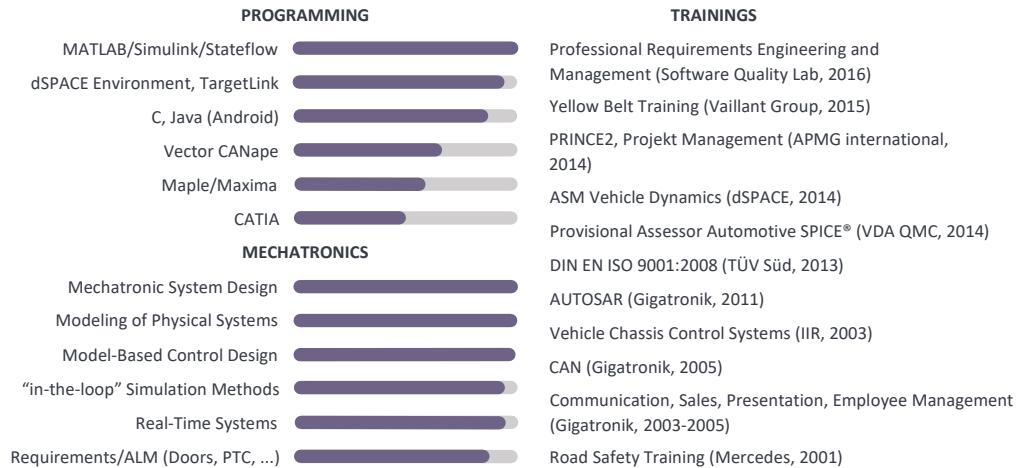 PROGRAMMING
MATLAB/Simulink/Stateflow
dSPACE Environment, TargetLink
C, Java (Android)
Vector CANape
Maple/Maxima
CATIA
MECHATRONICS
Mechatronic System Design
Modeling of Physical Systems
Model-Based Control Design
“in-the-loop” Simulation Methods
Real-Time Systems
Requirements/ALM (Doors, PTC, ...)
TRAININGS
Professional Requirements Engineering and
Management (Software Quality Lab, 2016)
Yellow Belt Training (Vaillant Group, 2015)
PRINCE2, Projekt Management (APMG international,
2014)
ASM Vehicle Dynamics (dSPACE, 2014)
Provisional Assessor Automotive SPICE® (VDA QMC, 2014)
DIN EN ISO 9001:2008 (TÜV Süd, 2013)
AUTOSAR (Gigatronik, 2011)
Vehicle Chassis Control Systems (IIR, 2003)
CAN (Gigatronik, 2005)
Communication, Sales, Presentation, Employee Management
(Gigatronik, 2003-2005)
Road Safety Training (Mercedes, 2001)